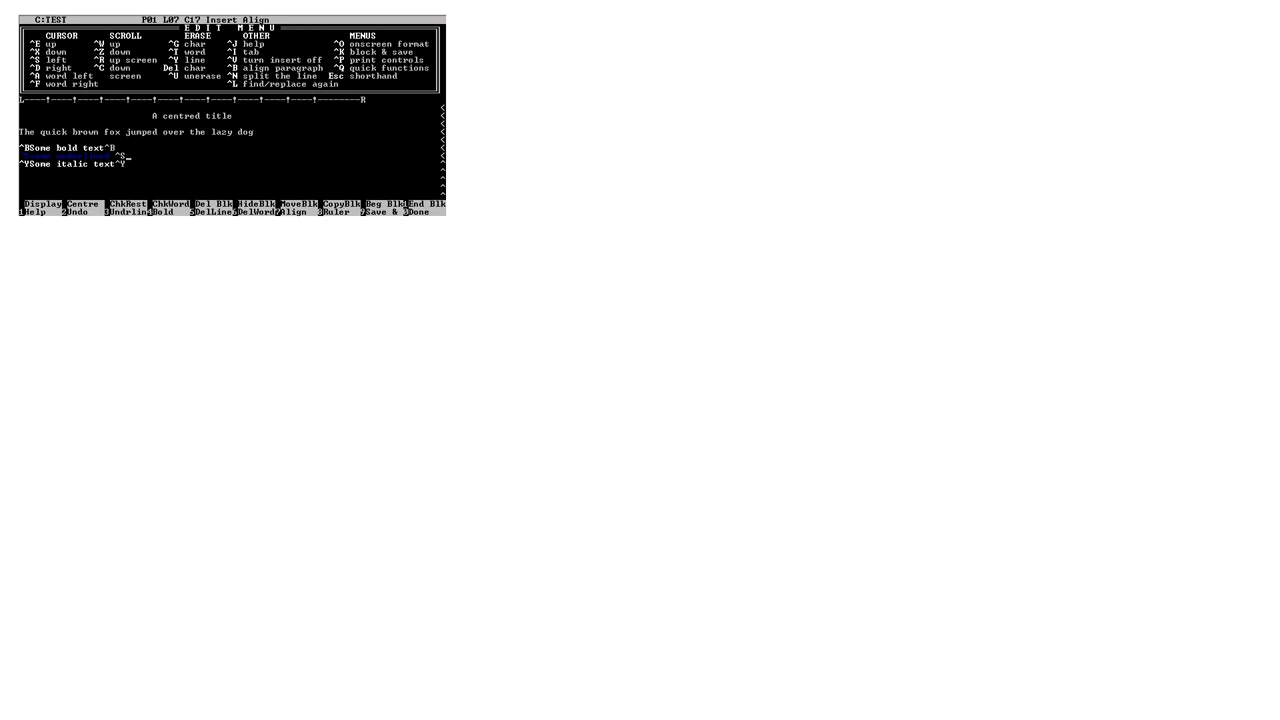 C:TEST P01 L07 C17 Insert Align
E D I T M E N U
CURSOR SCROLL ERASE OTHER MENUS
^E up ^W up ^G char ^J help ^O onscreen format
^X down ^Z down ^T word ^I tab ^K block & save
^S left ^R up screen ^Y line ^V turn insert off ^P print controls
^D right ^C down Del char ^B align paragraph ^Q quick functions
^A word left screen ^U unerase ^N split the line Esc shorthand
^F word right ^L find/replace again
L----!----!----!----!----!----!----!----!----!----!----!--------R
A centred title
The quick brown fox jumped over the lazy dog
^BSome bold text^B
^S
^YSome italic text^Y
Display Centre ChkRest ChkWord Del Blk HideBlk MoveBlk CopyBlk Beg Blk End Blk
1Help 2Undo 3Undrlin 4Bold 5DelLine 6DelWord 7Align 8Ruler 9Save & 0Done